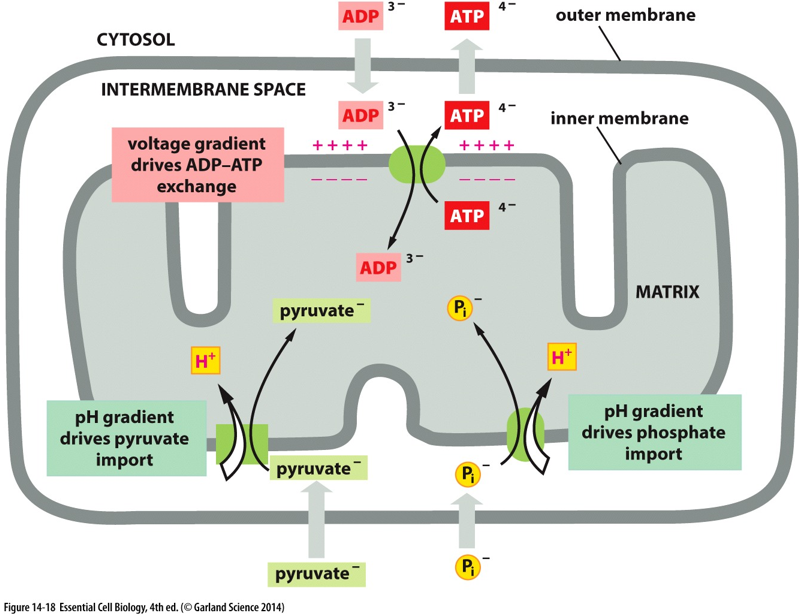 ADP 3–
ATP 4–
outer membrane
CYTOSOL
INTERMEMBRANE SPACE
ADP 3–
ATP 4–
inner membrane
++++
++++
voltage gradient
drives ADP–ATP
exchange
––––
––––
ATP 4–
ADP 3–
MATRIX
pyruvate–
Pi–
H+
H+
pH gradient
drives pyruvate
import
pH gradient
drives phosphate
import
pyruvate–
Pi–
pyruvate–
Pi–
Figure 14-18 Essential Cell Biology, 4th ed. (© Garland Science 2014)